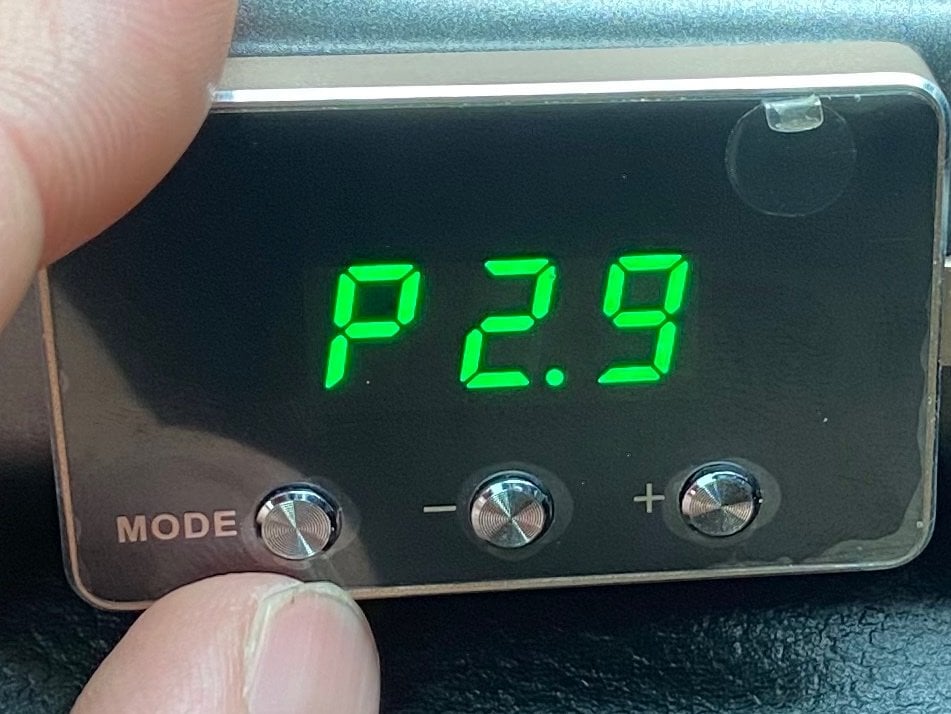 P2.9
MODE - +